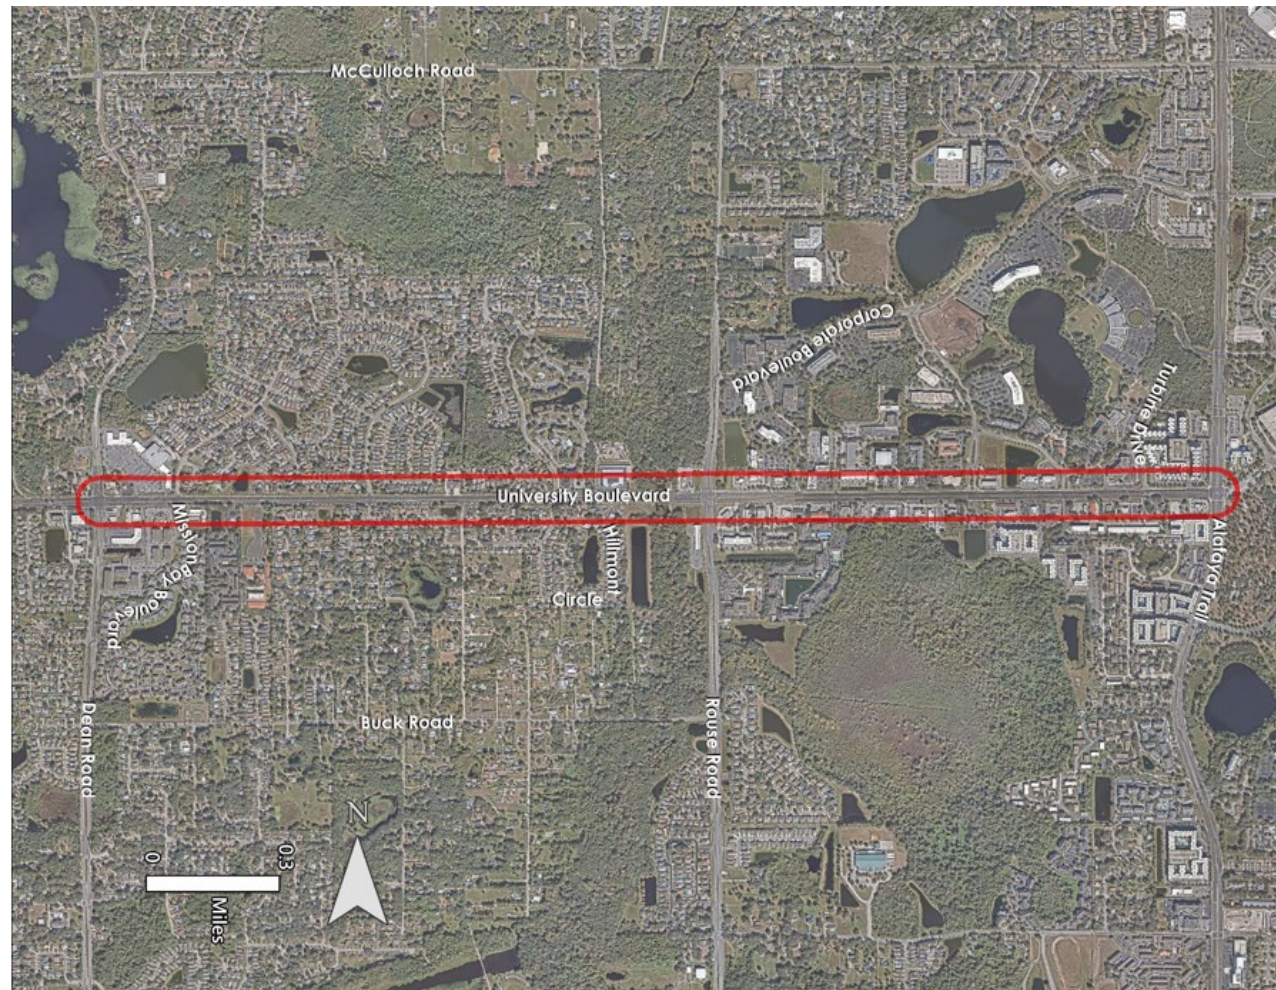 McCulloch Road
Corporate Boulevard
Turbine Drive
University Boulevard
Mission Bay Boulevard
Hillmont
Circle
Alafaya Trail
Dean Road
Buck Road
Rouse Road
N
0
0.3
Miles